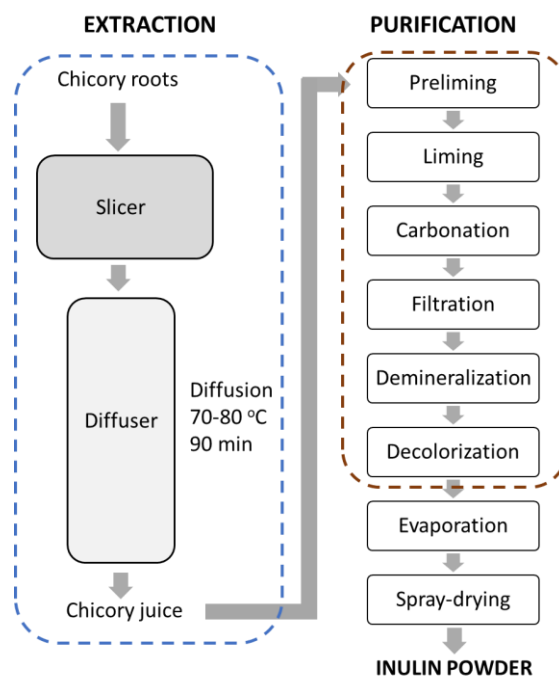 EXTRACTION
Chicory roots
Slicer
Diffuser
Diffusion
70-80 °C
90 min
Chicory juice
PURIFICATION
Preliming
Liming
Carbonation
Filtration
Demineralization
Decolorization
Evaporation
Spray-drying
INULIN POWDER